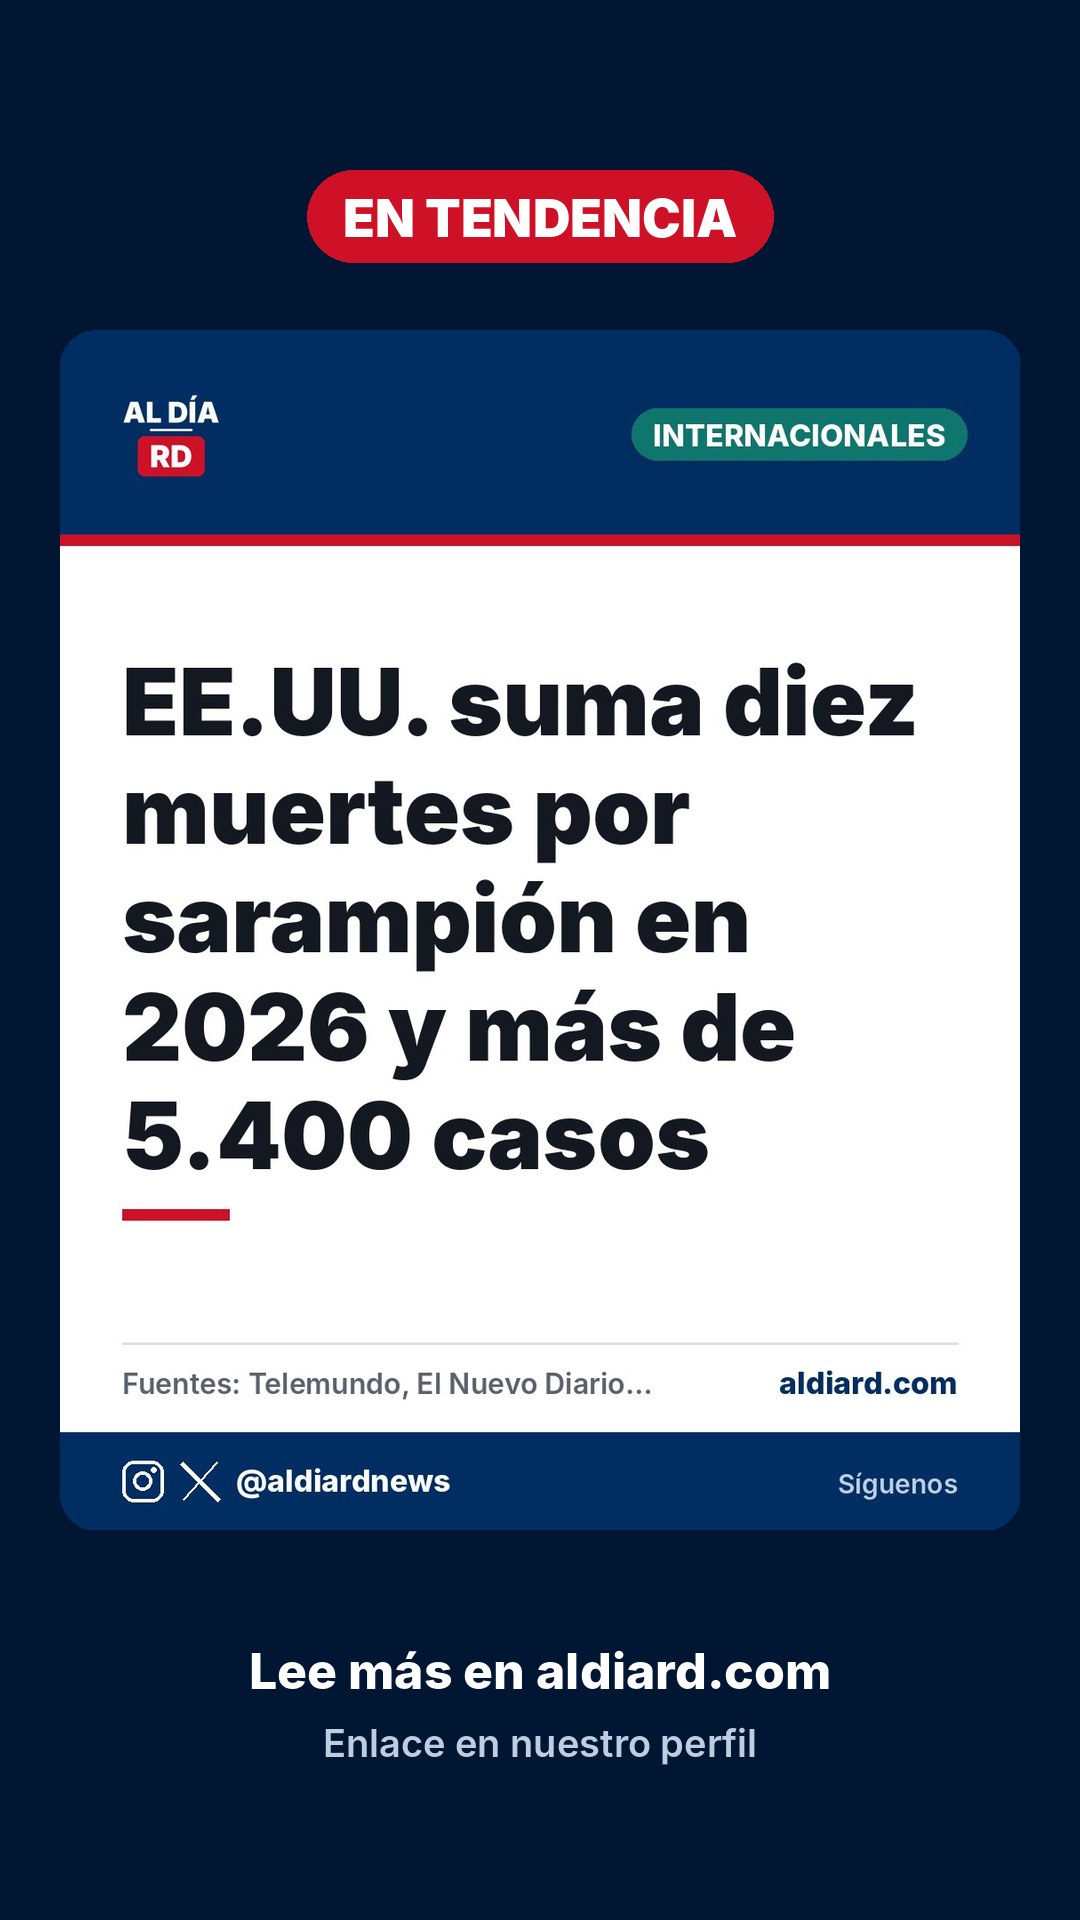 EN TENDENCIA
AL DÍA
RD
INTERNACIONALES
EE.UU. suma diez
muertes por
sarampión en
2026 y más de
5.400 casos
Fuentes: Telemundo, El Nuevo Diario...
aldiard.com
@aldiardnews
Síguenos
Lee más en aldiard.com
Enlace en nuestro perfil